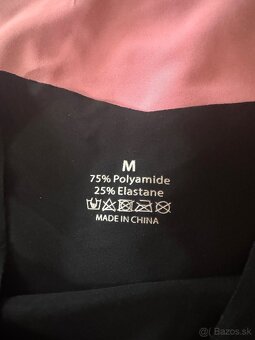 M
75% Polyamide
25% Elastane
MADE IN CHINA
© Bazos.sk